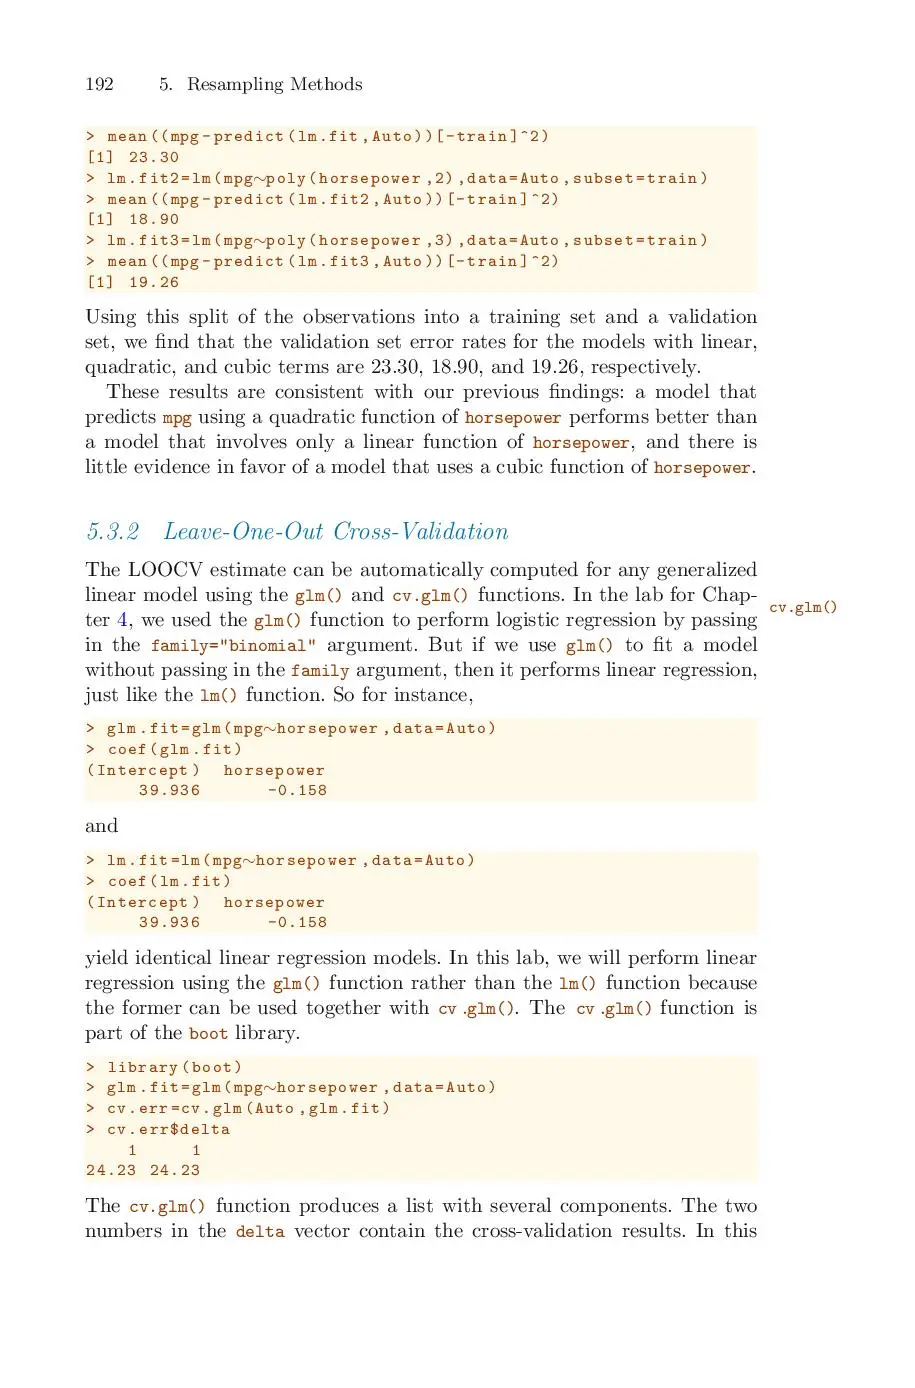 192 5. Resampling Methods
> mean((mpg-predict(lm.fit,Auto))[-train]^2)
[1] 23.30
> lm.fit2=lm(mpg∼poly(horsepower,2),data=Auto,subset=train)
> mean((mpg-predict(lm.fit2,Auto))[-train]^2)
[1] 18.90
> lm.fit3=lm(mpg∼poly(horsepower,3),data=Auto,subset=train)
> mean((mpg-predict(lm.fit3,Auto))[-train]^2)
[1] 19.26
Using this split of the observations into a training set and a validation
set, we find that the validation set error rates for the models with linear,
quadratic, and cubic terms are 23.30, 18.90, and 19.26, respectively.
These results are consistent with our previous findings: a model that
predicts mpg using a quadratic function of horsepower performs better than
a model that involves only a linear function of horsepower, and there is
little evidence in favor of a model that uses a cubic function of horsepower.
5.3.2 Leave-One-Out Cross-Validation
The LOOCV estimate can be automatically computed for any generalized
linear model using the glm() and cv.glm() functions. In the lab for Chap-
cv.glm()
ter 4, we used the glm() function to perform logistic regression by passing
in the family="binomial" argument. But if we use glm() to fit a model
without passing in the family argument, then it performs linear regression,
just like the lm() function. So for instance,
> glm.fit=glm(mpg∼horsepower,data=Auto)
> coef(glm.fit)
(Intercept) horsepower
39.936 -0.158
and
> lm.fit=lm(mpg∼horsepower,data=Auto)
> coef(lm.fit)
(Intercept) horsepower
39.936 -0.158
yield identical linear regression models. In this lab, we will perform linear
regression using the glm() function rather than the lm() function because
the former can be used together with cv.glm(). The cv.glm() function is
part of the boot library.
> library(boot)
> glm.fit=glm(mpg∼horsepower,data=Auto)
> cv.err=cv.glm(Auto,glm.fit)
> cv.err$delta
1 1
24.23 24.23
The cv.glm() function produces a list with several components. The two
numbers in the delta vector contain the cross-validation results. In this